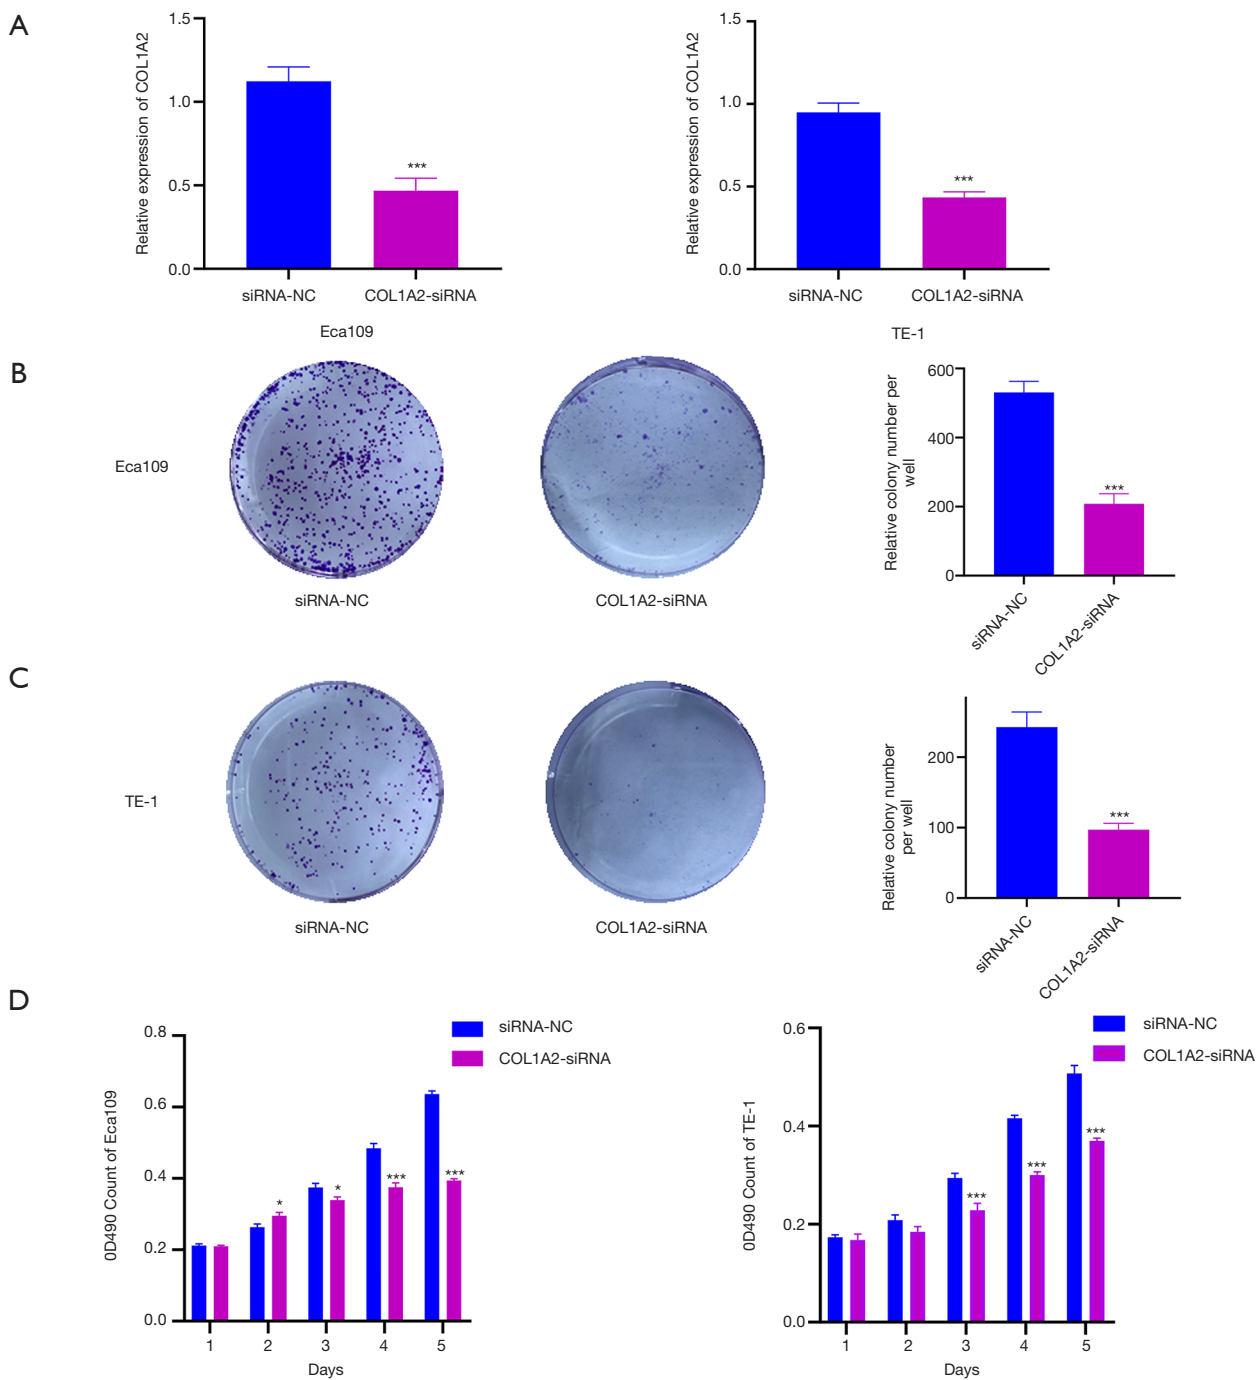 A
Relative expression of COL1A2
1.5
1.0
0.5
0.0
***
siRNA-NC
COL1A2-siRNA
Eca109
Relative expression of COL1A2
1.5
1.0
0.5
0.0
***
siRNA-NC
COL1A2-siRNA
TE-1
B
Eca109
siRNA-NC
COL1A2-siRNA
Relative colony number per
well
600
400
200
0
***
siRNA-NC
COL1A2-siRNA
C
TE-1
siRNA-NC
COL1A2-siRNA
Relative colony number
per well
200
100
0
***
siRNA-NC
COL1A2-siRNA
D
0D490 Count of Eca109
0.8
0.6
0.4
0.2
0.0
siRNA-NC
COL1A2-siRNA
*
*
***
***
1 2 3 4 5
Days
0D490 Count of TE-1
0.6
0.4
0.2
0.0
siRNA-NC
COL1A2-siRNA
***
***
***
1 2 3 4 5
Days